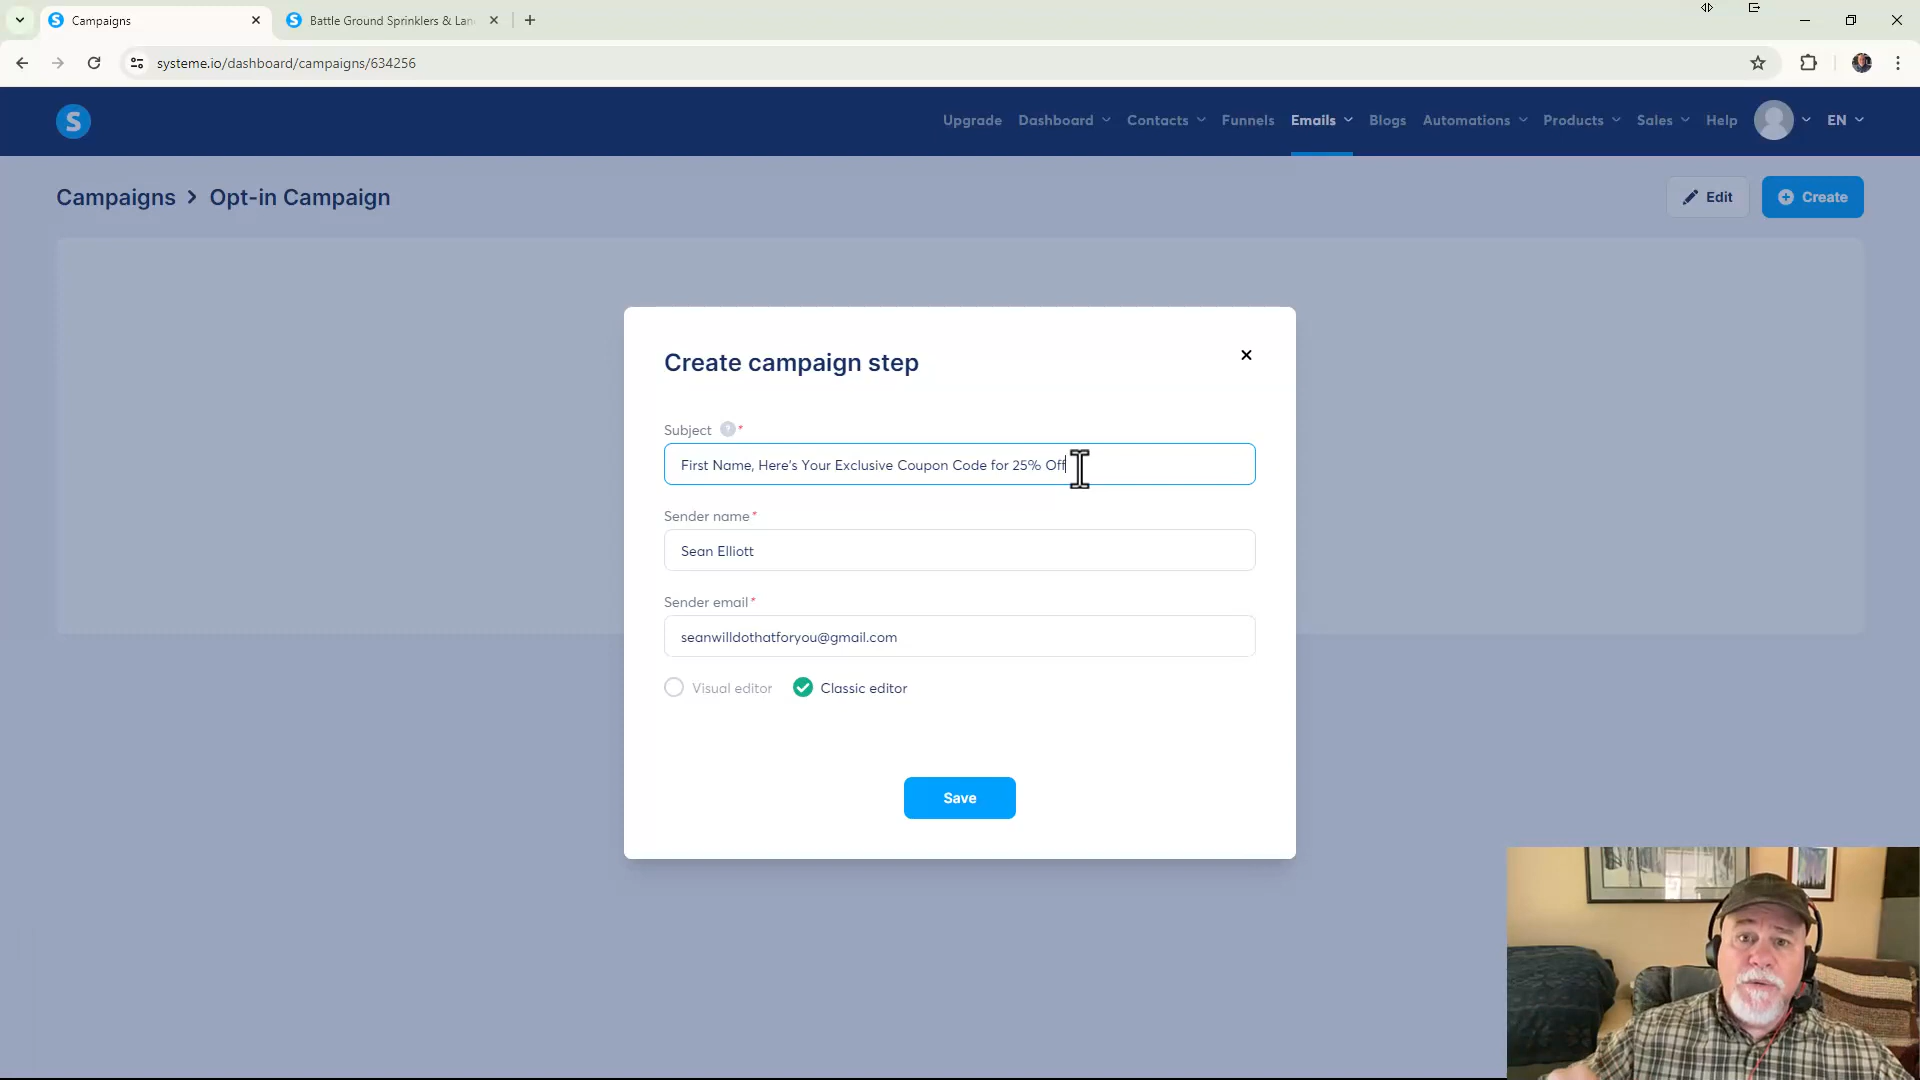 Campaigns
Battle Ground Sprinklers & Lan
systeme.io/dashboard/campaigns/634256
S
Upgrade Dashboard Contacts Funnels Emails Blogs Automations Products Sales Help EN
Campaigns > Opt-in Campaign
Edit
Create
Create campaign step
Subject ? *
First Name, Here's Your Exclusive Coupon Code for 25% Off
Sender name *
Sean Elliott
Sender email *
seanwilldothatforyou@gmail.com
Visual editor Classic editor
Save